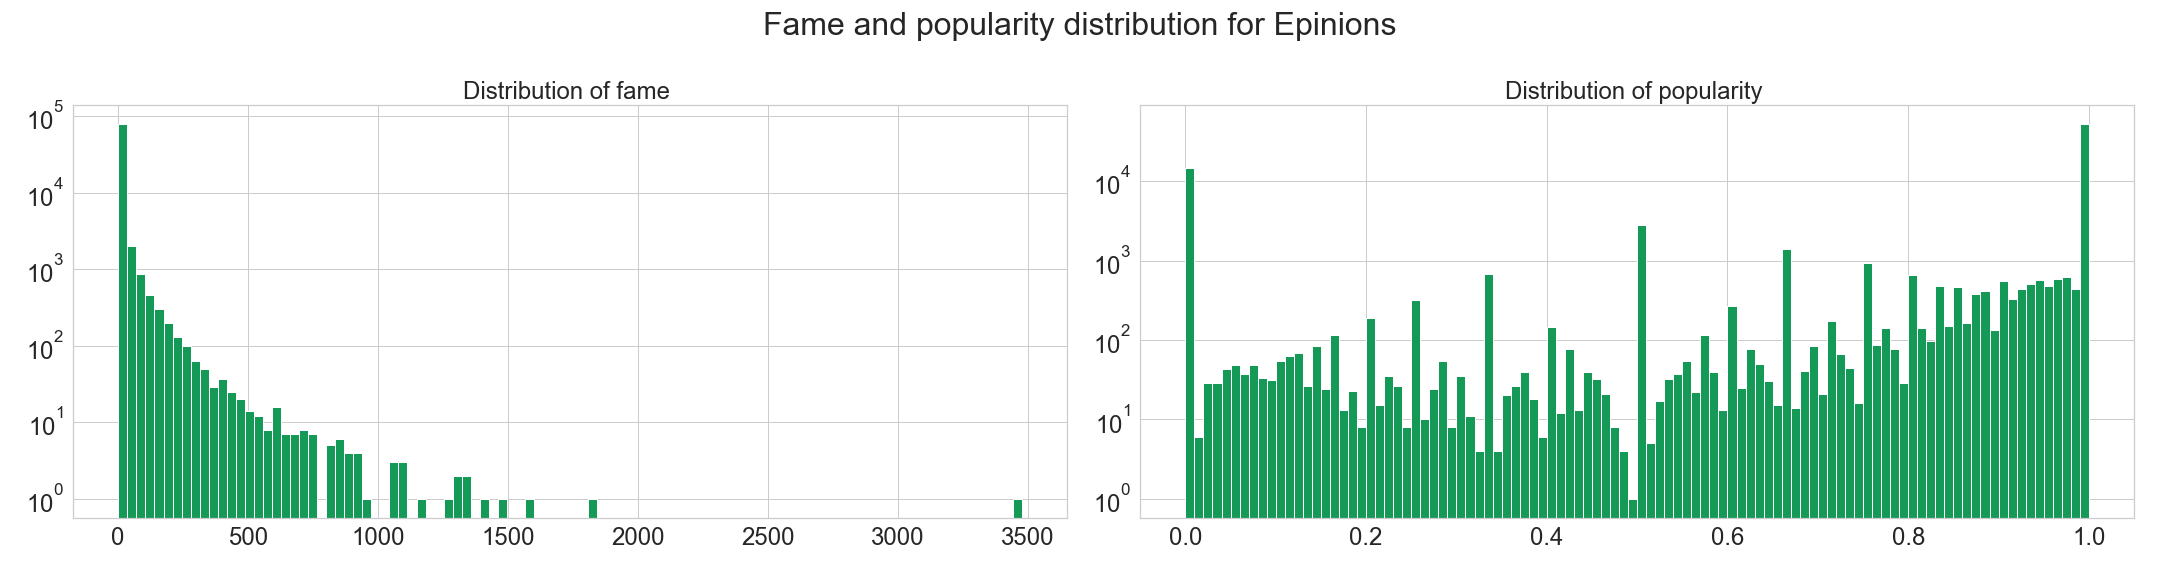 Fame and popularity distribution for Epinions
Distribution of fame
10^5
10^4
10^3
10^2
10^1
10^0
0 500 1000 1500 2000 2500 3000 3500
Distribution of popularity
10^4
10^3
10^2
10^1
10^0
0.0 0.2 0.4 0.6 0.8 1.0